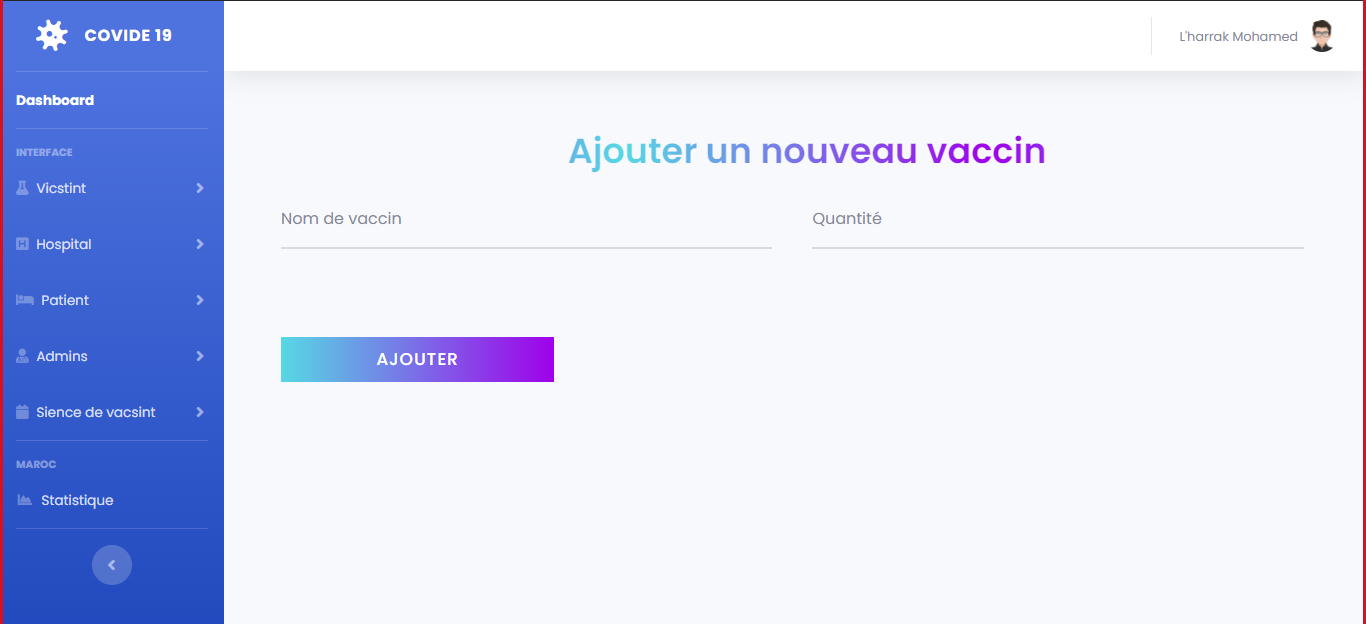 COVIDE 19
L'harrak Mohamed
Dashboard
INTERFACE
Vicstint
Hospital
Patient
Admins
Sience de vacsint
MAROC
Statistique
Ajouter un nouveau vaccin
Nom de vaccin
Quantité
AJOUTER